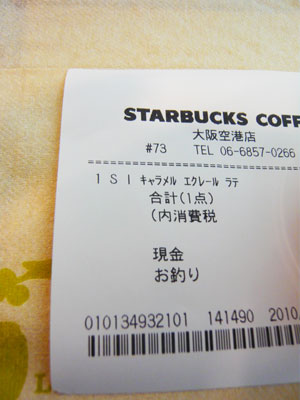 STARBUCKS COFF
大阪空港店
#73 TEL 06-6857-0266
1 S I ｷｬﾗﾒﾙ ｴｸﾚｰﾙ ﾗﾃ
合計(1点)
(内消費税
現金
お釣り
010134932101 141490 2010.